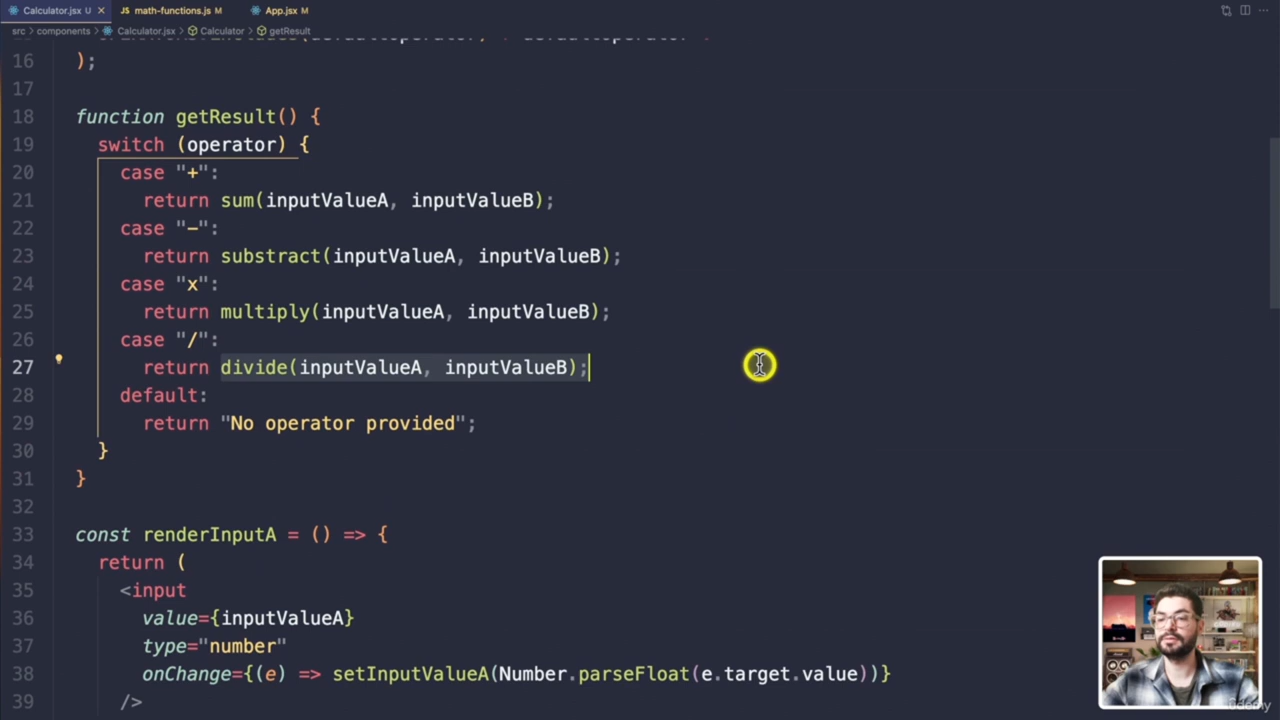 Calculator.jsx U × JS math-functions.js M App.jsx M
src > components > Calculator.jsx > Calculator > getResult
16 );
17
18 function getResult() {
19 switch (operator) {
20 case "+":
21 return sum(inputValueA, inputValueB);
22 case "-":
23 return substract(inputValueA, inputValueB);
24 case "x":
25 return multiply(inputValueA, inputValueB);
26 case "/":
27 return divide(inputValueA, inputValueB);
28 default:
29 return "No operator provided";
30 }
31 }
32
33 const renderInputA = () => {
34 return (
35 <input
36 value={inputValueA}
37 type="number"
38 onChange={(e) => setInputValueA(Number.parseFloat(e.target.value))}
39 />